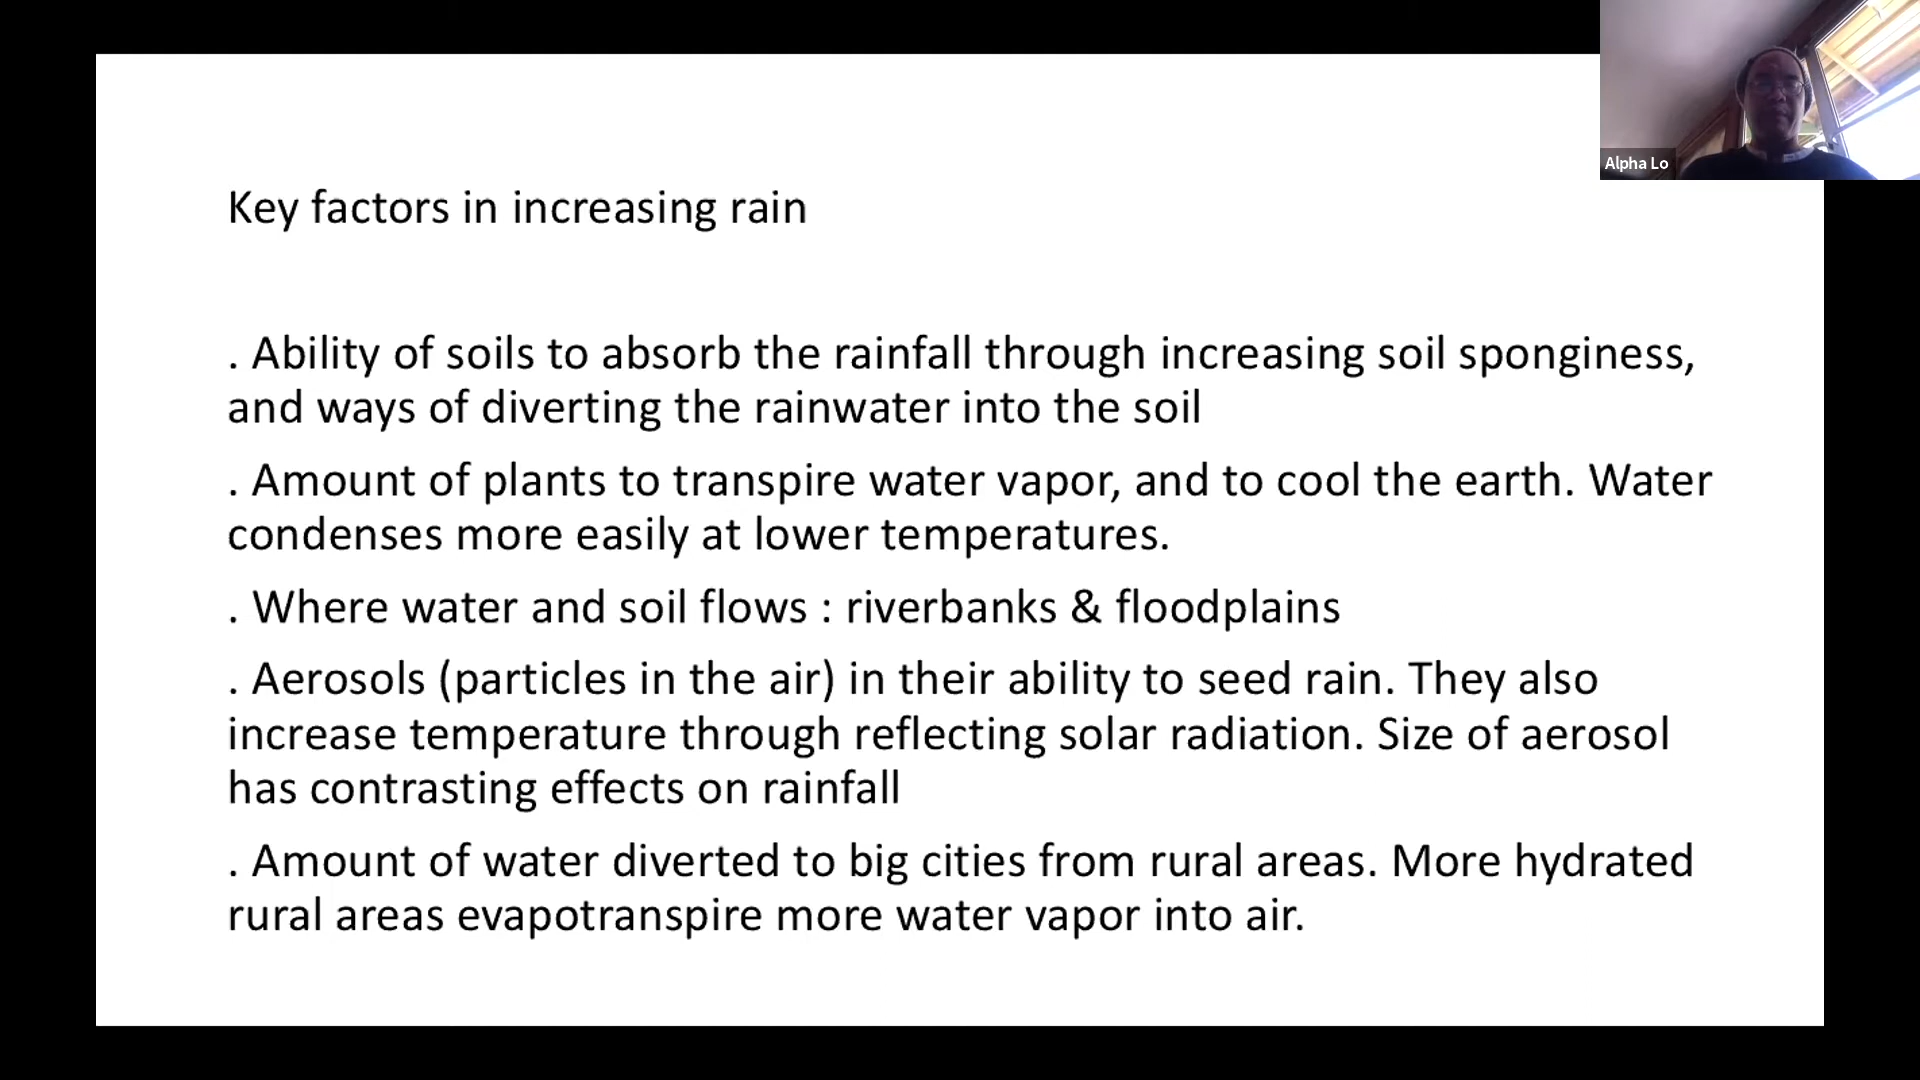 Alpha Lo
Key factors in increasing rain
. Ability of soils to absorb the rainfall through increasing soil sponginess,
and ways of diverting the rainwater into the soil
. Amount of plants to transpire water vapor, and to cool the earth. Water
condenses more easily at lower temperatures.
. Where water and soil flows : riverbanks & floodplains
. Aerosols (particles in the air) in their ability to seed rain. They also
increase temperature through reflecting solar radiation. Size of aerosol
has contrasting effects on rainfall
. Amount of water diverted to big cities from rural areas. More hydrated
rural areas evapotranspire more water vapor into air.